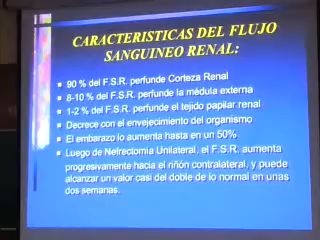 CARACTERISTICAS DEL FLUJO
SANGUINEO RENAL:
90 % del F.S.R. perfunde Corteza Renal
8-10 % del F.S.R. perfunde la médula externa
1-2 % del F.S.R. perfunde el tejido papilar renal
Decrece con el envejecimiento del organismo
El embarazo lo aumenta hasta en un 50%
Luego de Nefrectomía Unilateral, el F.S.R. aumenta
progresivamente hacia el riñón contralateral, y puede
alcanzar un valor casi del doble de lo normal en unas
dos semanas.